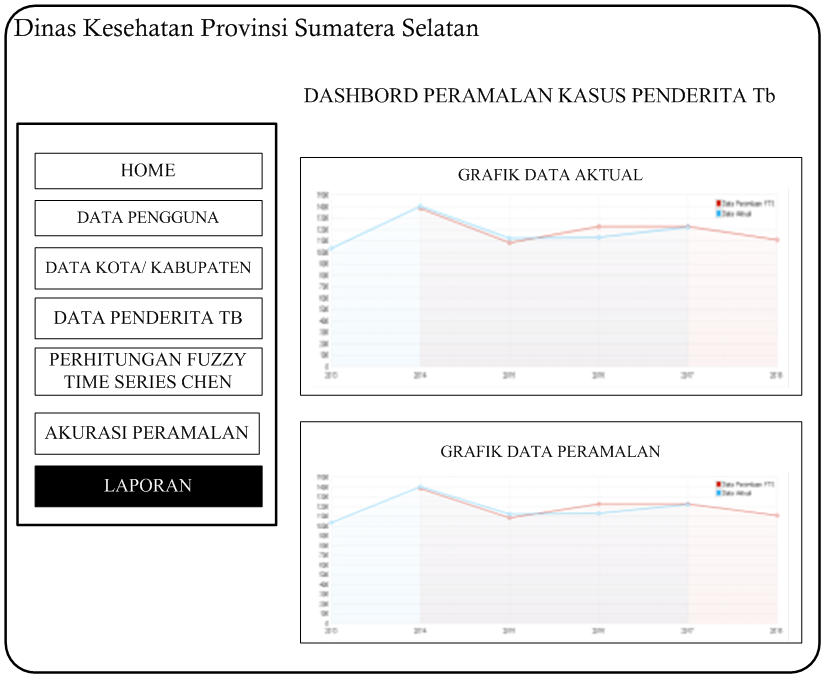 Dinas Kesehatan Provinsi Sumatera Selatan
DASHBORD PERAMALAN KASUS PENDERITA Tb
HOME
DATA PENGGUNA
DATA KOTA/ KABUPATEN
DATA PENDERITA TB
PERHITUNGAN FUZZY
TIME SERIES CHEN
AKURASI PERAMALAN
LAPORAN
GRAFIK DATA AKTUAL
Data Peramalan FTS
Data Aktual
2013 2014 2015 2016 2017 2018
GRAFIK DATA PERAMALAN
Data Peramalan FTS
Data Aktual
2013 2014 2015 2016 2017 2018